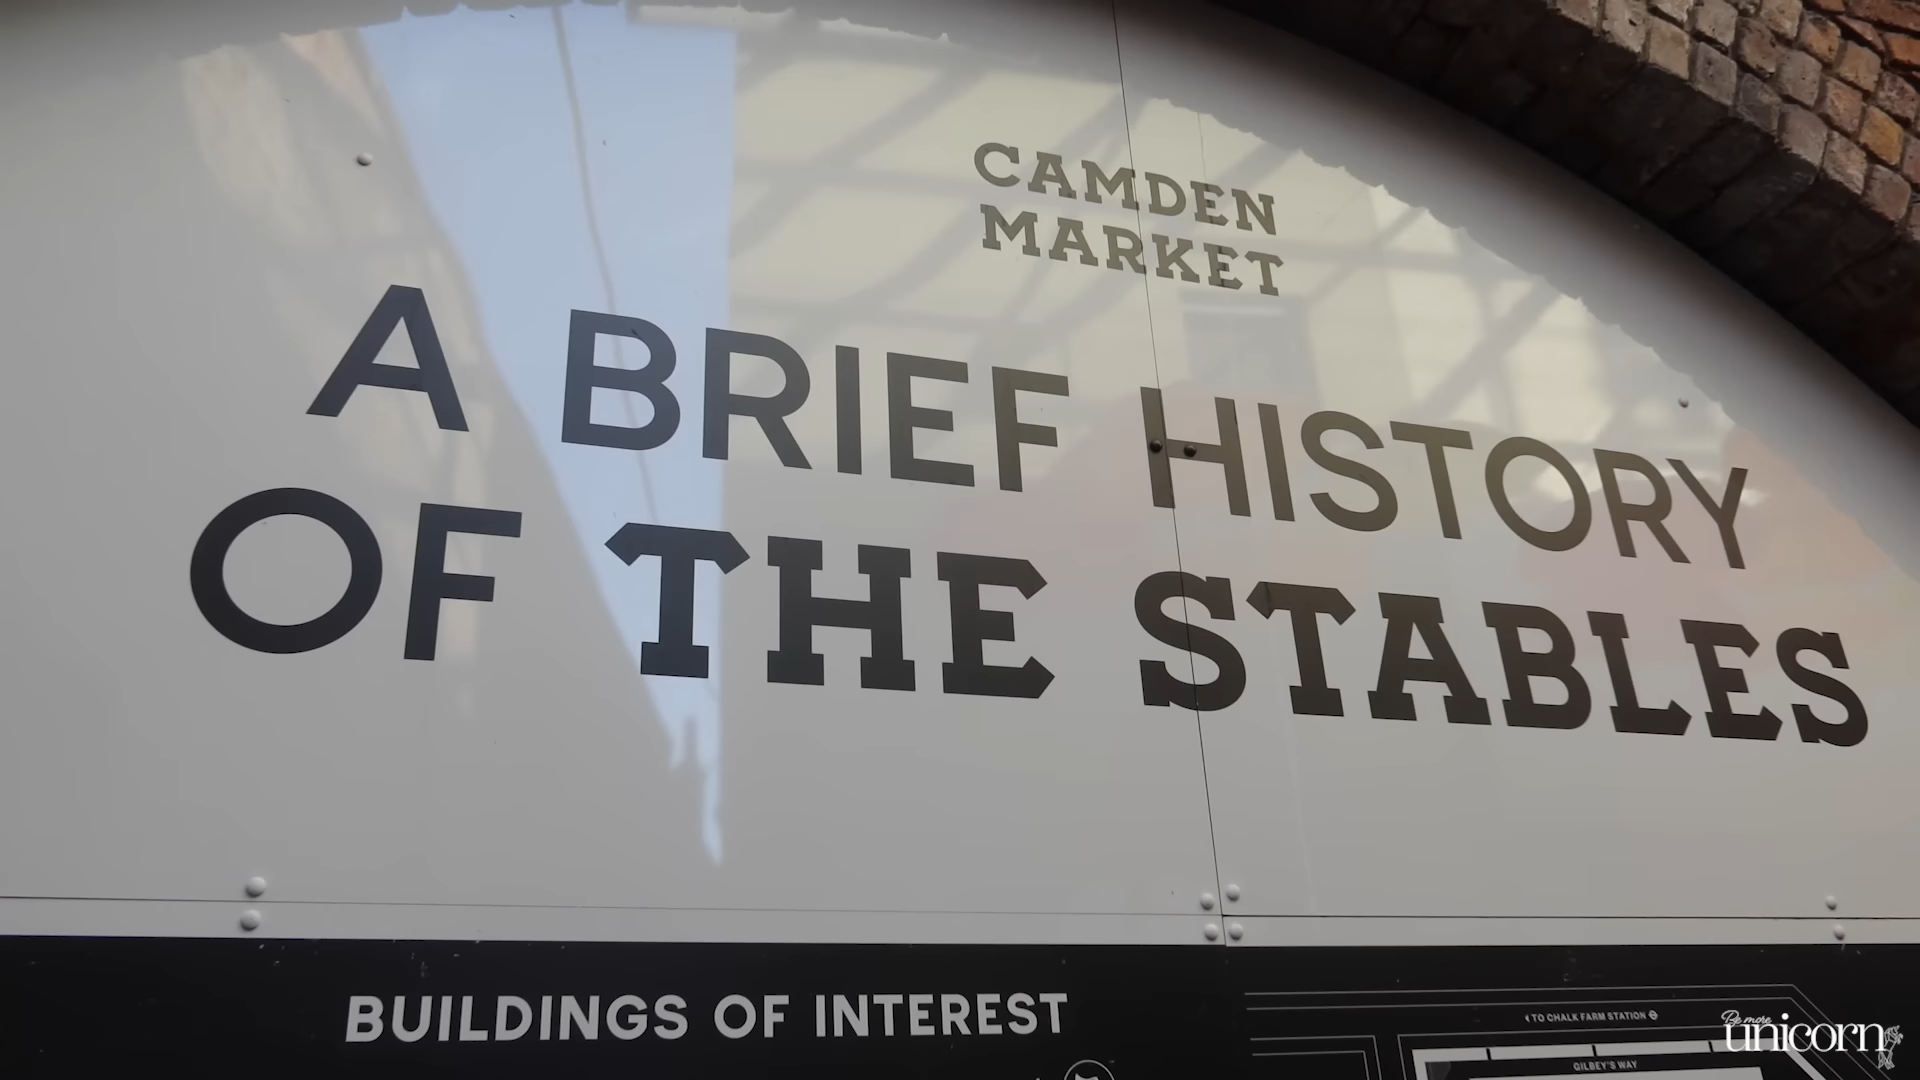 CAMDEN
MARKET
A BRIEF HISTORY
OF THE STABLES
BUILDINGS OF INTEREST
TO CHALK FARM STATION
GILBEY'S WAY
Be more
unicorn